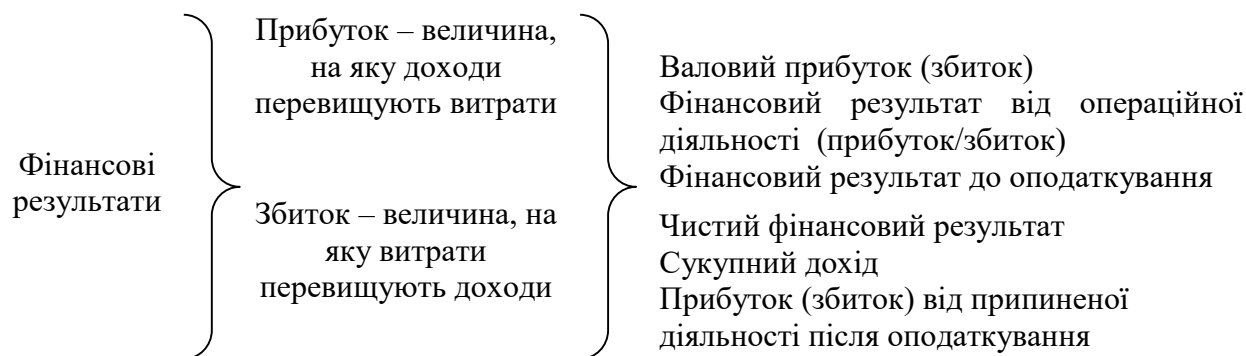 Фінансові
результати
Прибуток – величина,
на яку доходи
перевищують витрати
Збиток – величина, на
яку витрати
перевищують доходи
Валовий прибуток (збиток)
Фінансовий результат від операційної
діяльності (прибуток/збиток)
Фінансовий результат до оподаткування
Чистий фінансовий результат
Сукупний дохід
Прибуток (збиток) від припиненої
діяльності після оподаткування